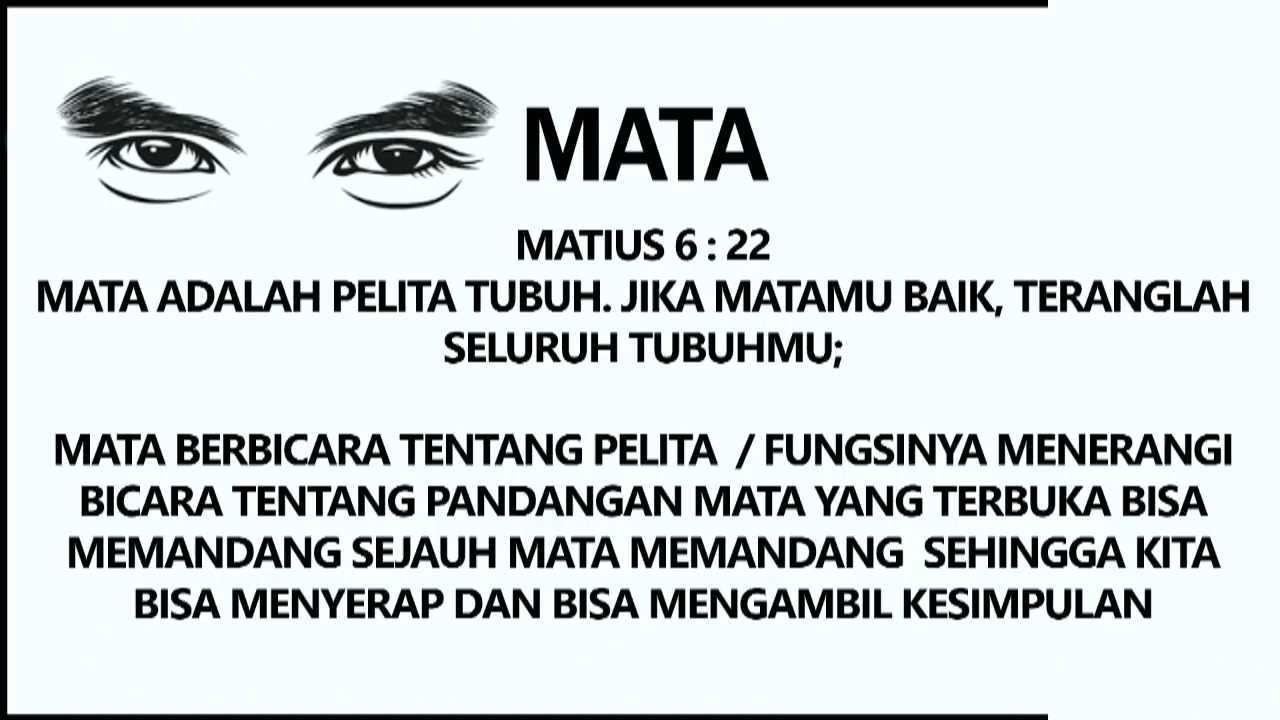 MATA
MATIUS 6 : 22
MATA ADALAH PELITA TUBUH. JIKA MATAMU BAIK, TERANGLAH
SELURUH TUBUHMU;
MATA BERBICARA TENTANG PELITA / FUNGSINYA MENERANGI
BICARA TENTANG PANDANGAN MATA YANG TERBUKA BISA
MEMANDANG SEJAUH MATA MEMANDANG SEHINGGA KITA
BISA MENYERAP DAN BISA MENGAMBIL KESIMPULAN